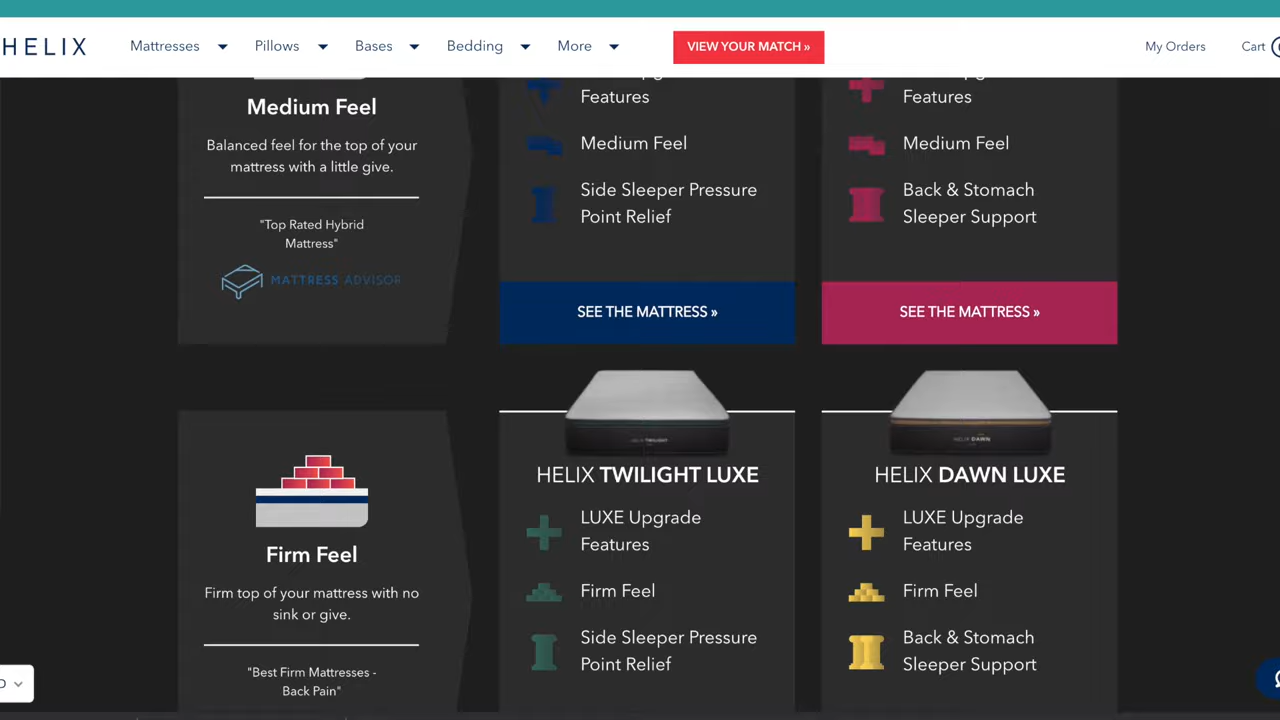 HELIX
Mattresses
Pillows
Bases
Bedding
More
VIEW YOUR MATCH »
My Orders
Cart
Medium Feel
Balanced feel for the top of your
mattress with a little give.
"Top Rated Hybrid
Mattress"
MATTRESS ADVISOR
Features
Medium Feel
Side Sleeper Pressure
Point Relief
SEE THE MATTRESS »
Features
Medium Feel
Back & Stomach
Sleeper Support
SEE THE MATTRESS »
Firm Feel
Firm top of your mattress with no
sink or give.
"Best Firm Mattresses -
Back Pain"
HELIX TWILIGHT
HELIX TWILIGHT LUXE
LUXE Upgrade
Features
Firm Feel
Side Sleeper Pressure
Point Relief
HELIX DAWN
HELIX DAWN LUXE
LUXE Upgrade
Features
Firm Feel
Back & Stomach
Sleeper Support